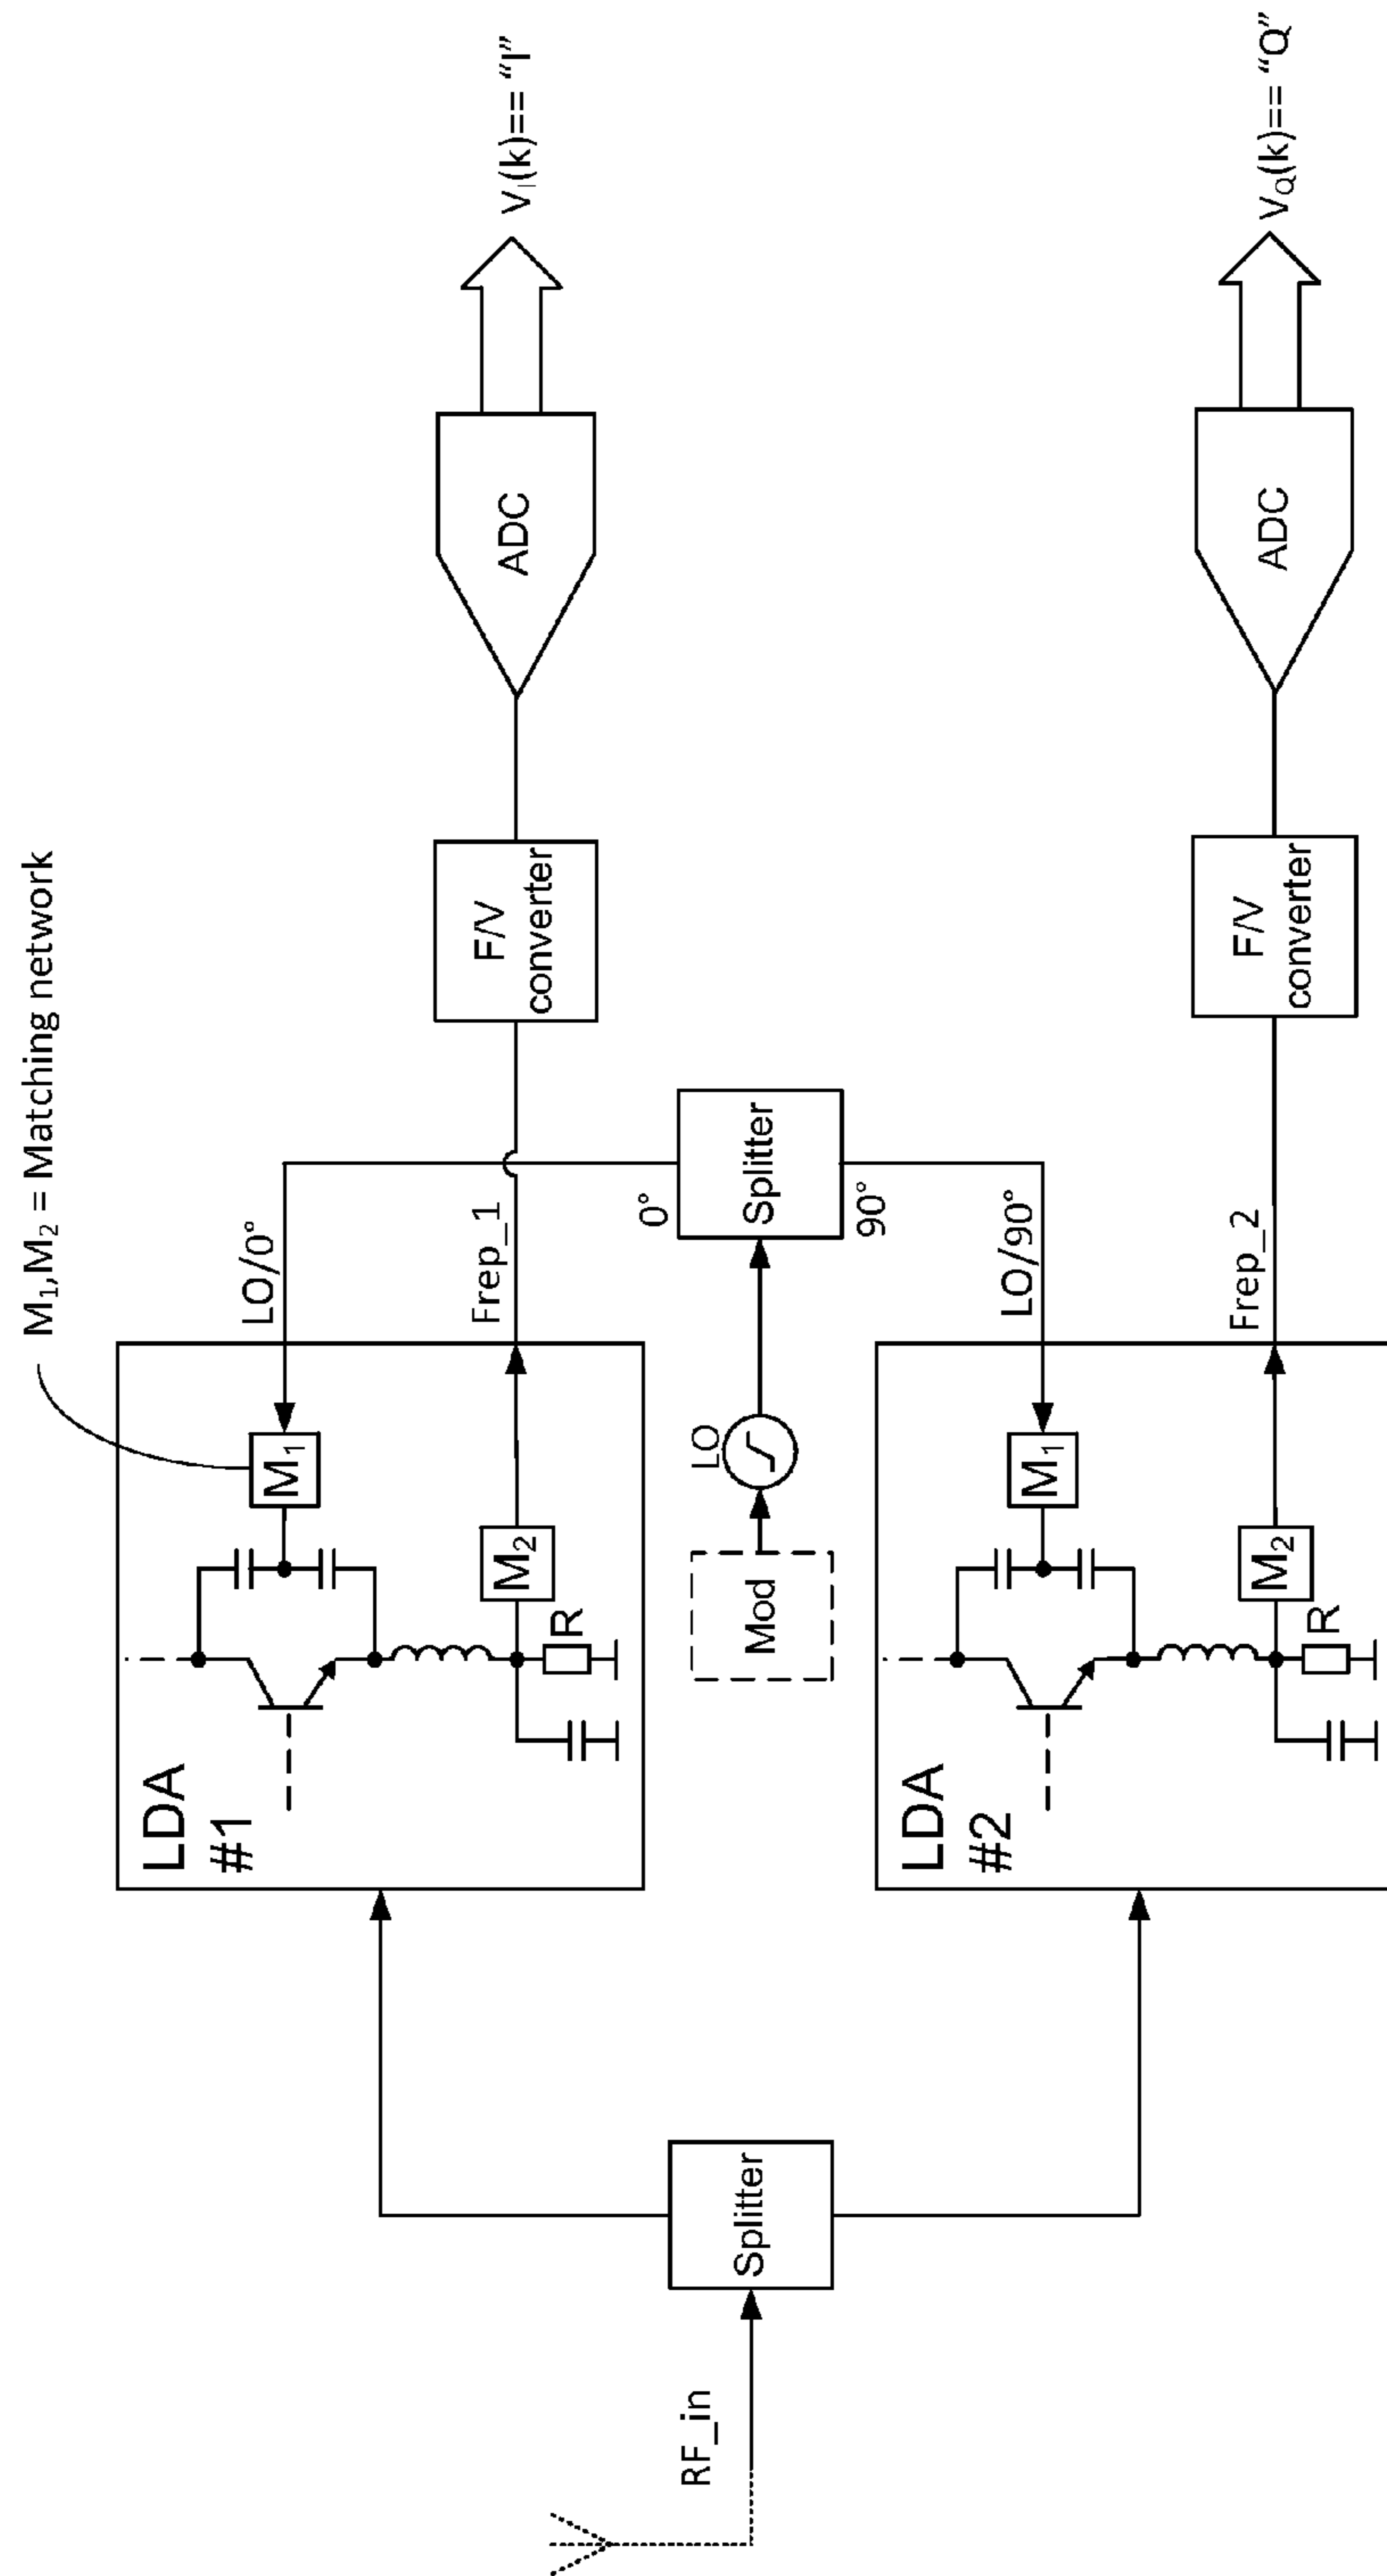 M₁,M₂ = Matching network
LDA
#1
M₁
LO/0°
M₂
R
Frep_1
F/V
converter
ADC
V_I(k)== “I”
RF_in
Splitter
Mod
LO
0°
Splitter
90°
LDA
#2
M₁
LO/90°
M₂
R
Frep_2
F/V
converter
ADC
V_Q(k)== “Q”